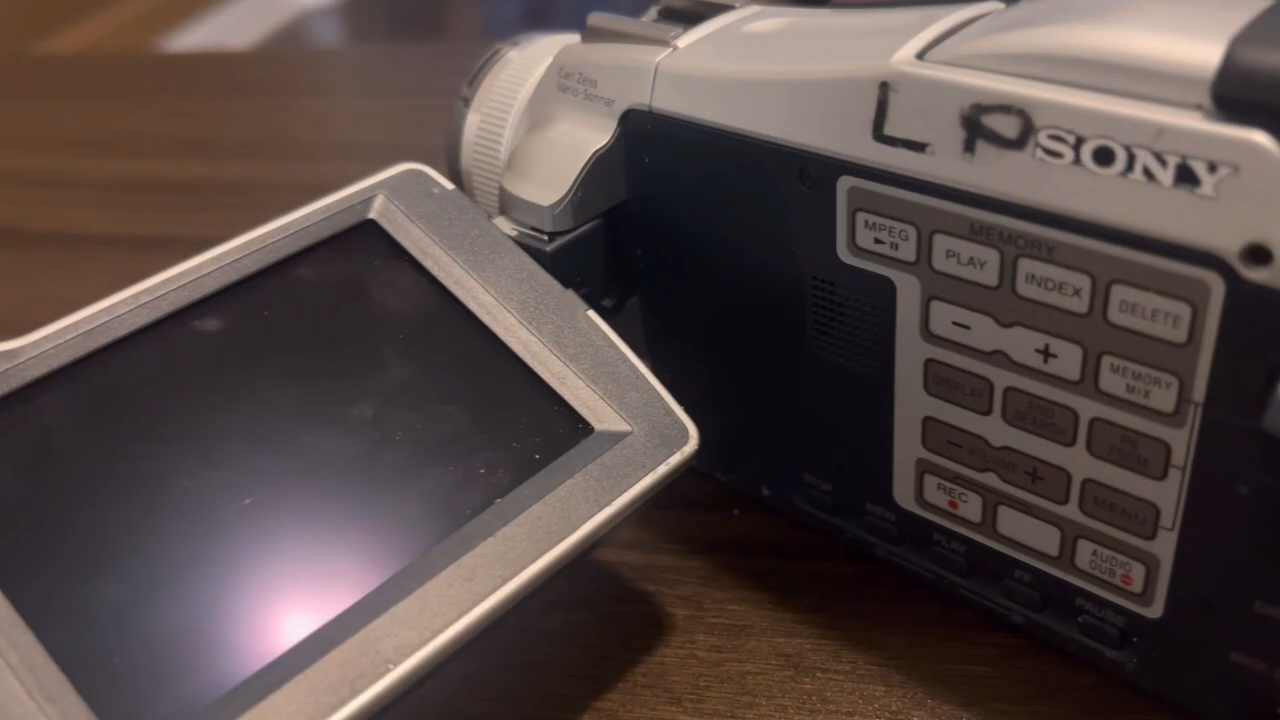 Carl Zeiss
Vario-Sonnar
L P SONY
MEMORY
MPEG
PLAY
INDEX
DELETE
- +
MEMORY
MIX
DISPLAY
END
SEARCH
PB
ZOOM
- VOLUME +
MENU
REC
AUDIO
DUB
STOP
REW
PLAY
FF
PAUSE